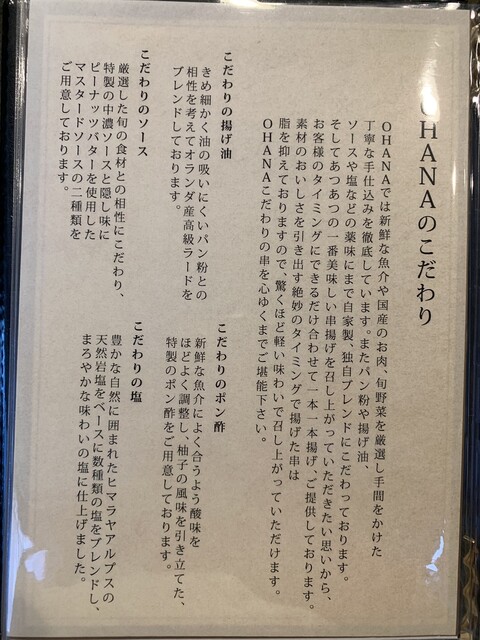 OHANAのこだわり
OHANAでは新鮮な魚介や国産のお肉、旬野菜を厳選し手間をかけた
丁寧な手仕込みを徹底しています。またパン粉や揚げ油、
ソースや塩などの薬味にまで自家製、独自ブレンドにこだわっております。
そしてあつあつの一番美味しい串揚げを召し上がっていただきたい思いから、
お客様のタイミングにできるだけ合わせて一本一本揚げ、ご提供しております。
素材のおいしさを引き出す絶妙のタイミングで揚げた串は
脂を抑えておりますので、驚くほど軽い味わいで召し上がっていただけます。
OHANAこだわりの串を心ゆくまでご堪能下さい。
こだわりの揚げ油
きめ細かく油の吸いにくいパン粉との
相性を考えてオランダ産高級ラードを
ブレンドしております。
こだわりのポン酢
新鮮な魚介によく合うよう酸味を
ほどよく調整し、柚子の風味を引き立てた、
特製のポン酢をご用意しております。
こだわりのソース
厳選した旬の食材との相性にこだわり、
特製の中濃ソースと隠し味に
ピーナッツバターを使用した
マスタードソースの二種類を
ご用意しております。
こだわりの塩
豊かな自然に囲まれたヒマラヤアルプスの
天然岩塩をベースに数種類の塩をブレンドし、
まろやかな味わいの塩に仕上げました。